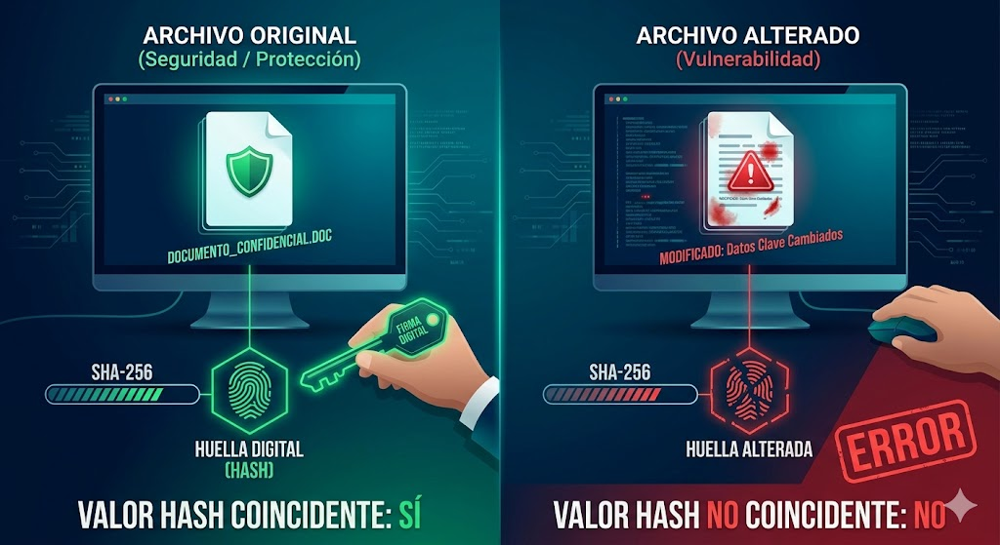 ARCHIVO ORIGINAL
(Seguridad / Protección)
DOCUMENTO_CONFIDENCIAL.DOC
FIRMA
DIGITAL
SHA-256
HUELLA DIGITAL
(HASH)
VALOR HASH COINCIDENTE: SÍ
ARCHIVO ALTERADO
(Vulnerabilidad)
MODIFICADO: Datos Clave Cambiados
SHA-256
HUELLA ALTERADA
ERROR
VALOR HASH NO COINCIDENTE: NO